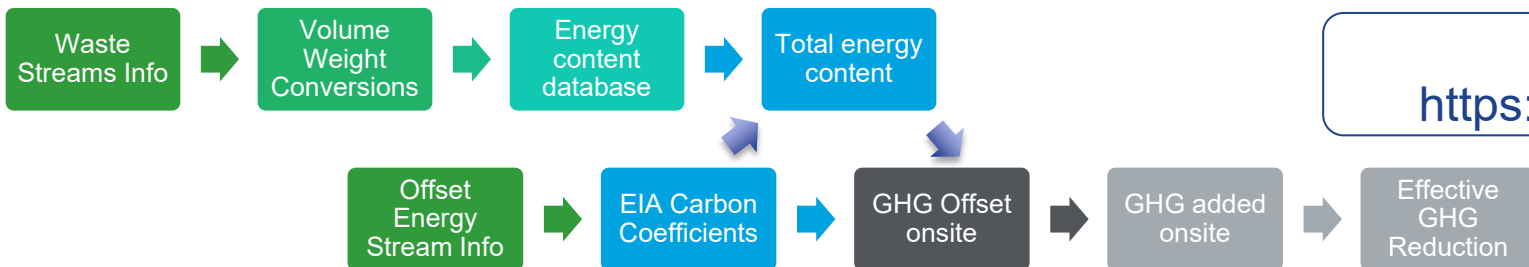 Waste
Streams Info
Volume
Weight
Conversions
Energy
content
database
Total energy
content
https:
Offset
Energy
Stream Info
EIA Carbon
Coefficients
GHG Offset
onsite
GHG added
onsite
Effective
GHG
Reduction